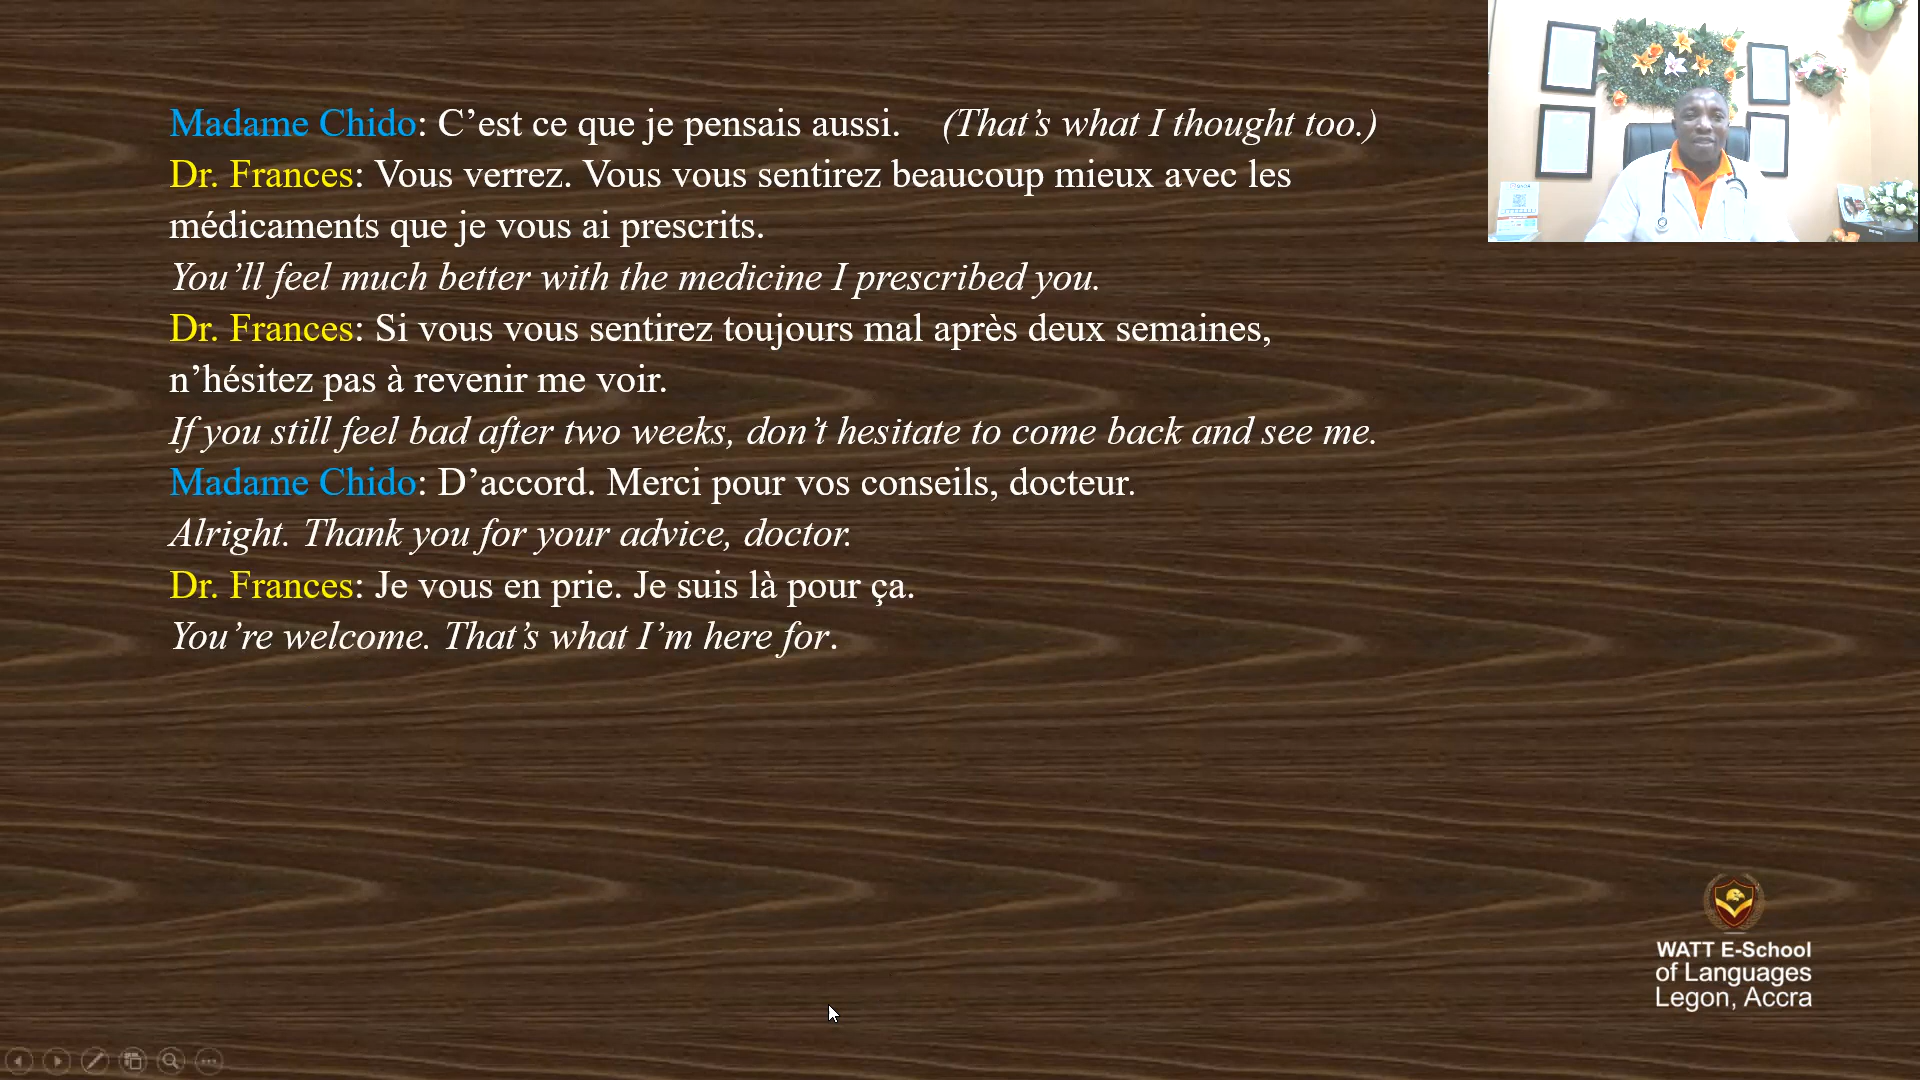 Madame Chido: C’est ce que je pensais aussi. (That’s what I thought too.)
Dr. Frances: Vous verrez. Vous vous sentirez beaucoup mieux avec les
médicaments que je vous ai prescrits.
You’ll feel much better with the medicine I prescribed you.
Dr. Frances: Si vous vous sentirez toujours mal après deux semaines,
n’hésitez pas à revenir me voir.
If you still feel bad after two weeks, don’t hesitate to come back and see me.
Madame Chido: D’accord. Merci pour vos conseils, docteur.
Alright. Thank you for your advice, doctor.
Dr. Frances: Je vous en prie. Je suis là pour ça.
You’re welcome. That’s what I’m here for.
WATT E-School
of Languages
Legon, Accra